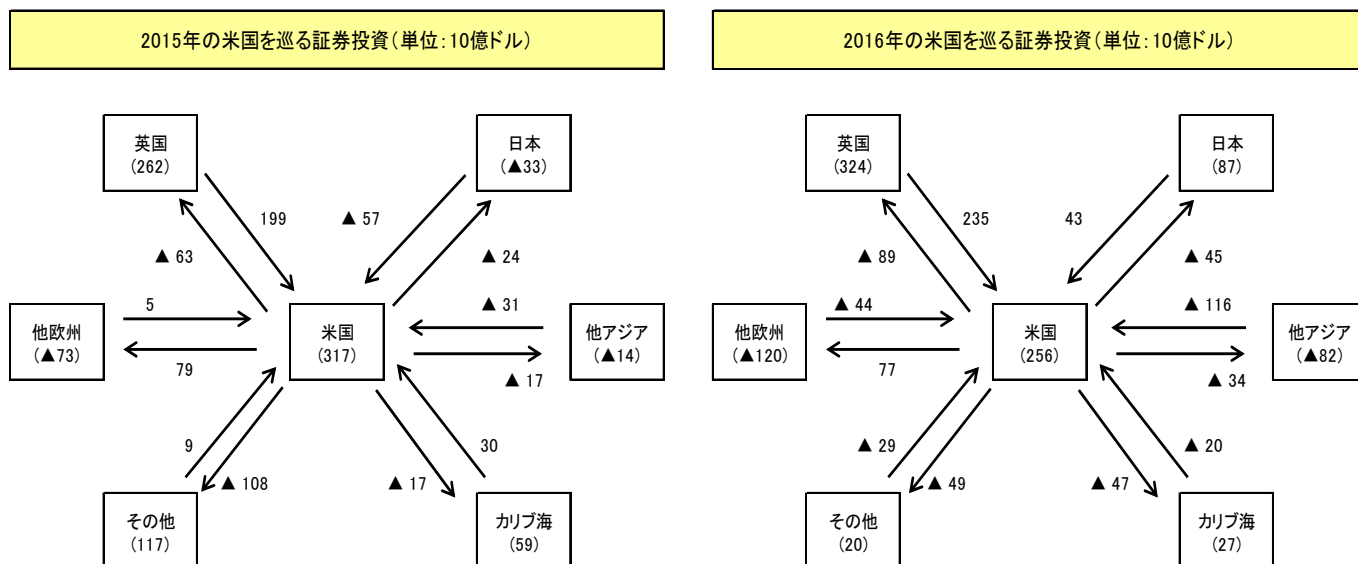 2015年の米国を巡る証券投資(単位:10億ドル)
英国
(262)
日本
(▲33)
199
▲ 57
▲ 63
▲ 24
5
▲ 31
他欧州
(▲73)
米国
(317)
他アジア
(▲14)
79
▲ 17
9
30
▲ 108
▲ 17
その他
(117)
カリブ海
(59)
2016年の米国を巡る証券投資(単位:10億ドル)
英国
(324)
日本
(87)
235
43
▲ 89
▲ 45
▲ 44
▲ 116
他欧州
(▲120)
米国
(256)
他アジア
(▲82)
77
▲ 34
▲ 29
▲ 20
▲ 49
▲ 47
その他
(20)
カリブ海
(27)